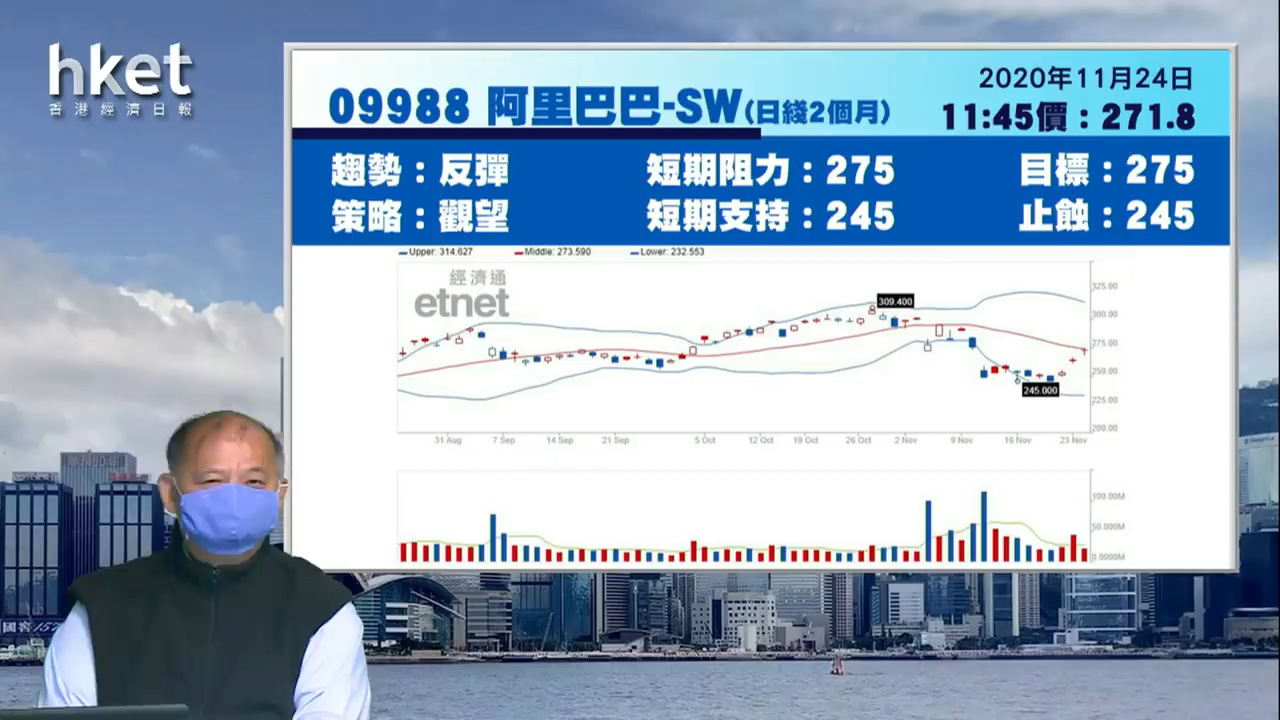 hket
香港經濟日報
09988 阿里巴巴-SW(日綫2個月)
2020年11月24日
11:45價：271.8
趨勢：反彈
短期阻力：275
目標：275
策略：觀望
短期支持：245
止蝕：245
Upper: 314.627
Middle: 273.590
Lower: 232.553
經濟通
etnet
309.400
245.000
325.00
300.00
275.00
250.00
225.00
200.00
31 Aug
7 Sep
14 Sep
21 Sep
5 Oct
12 Oct
19 Oct
26 Oct
2 Nov
9 Nov
16 Nov
23 Nov
100.00M
50.000M
0.0000M